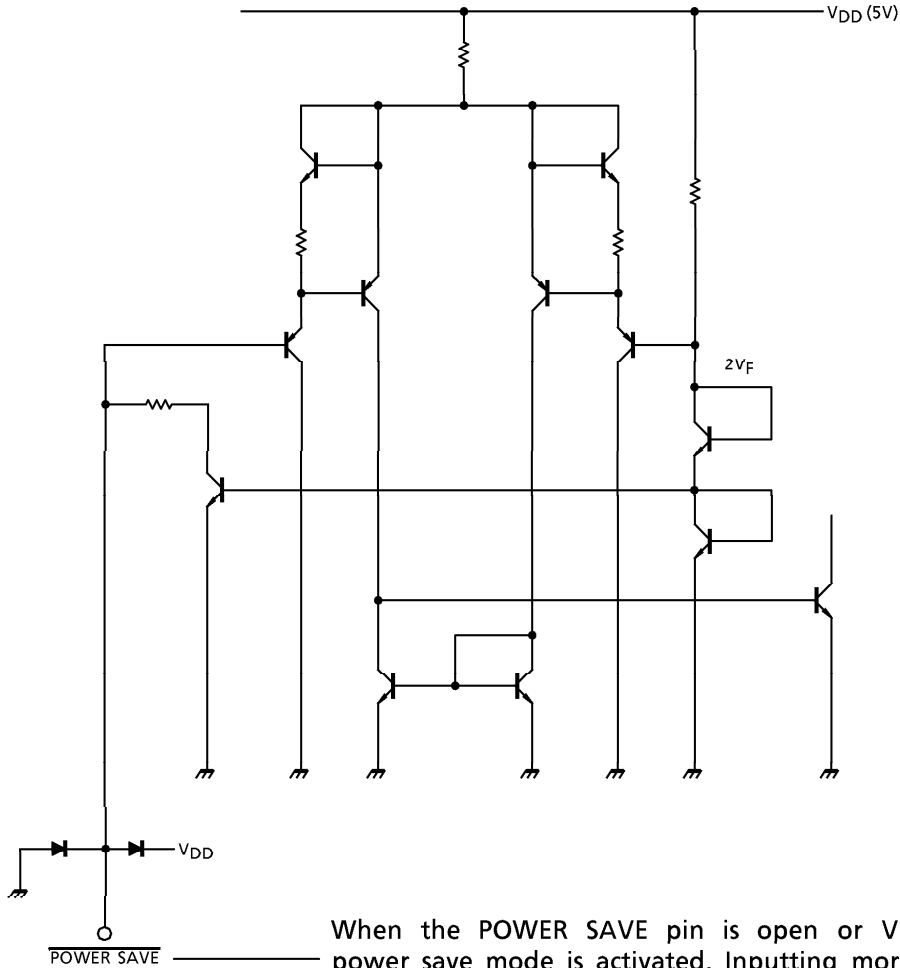 VDD (5V)
2VF
VDD
POWER SAVE
When the POWER SAVE pin is open or V
power save mode is activated. Inputting mor